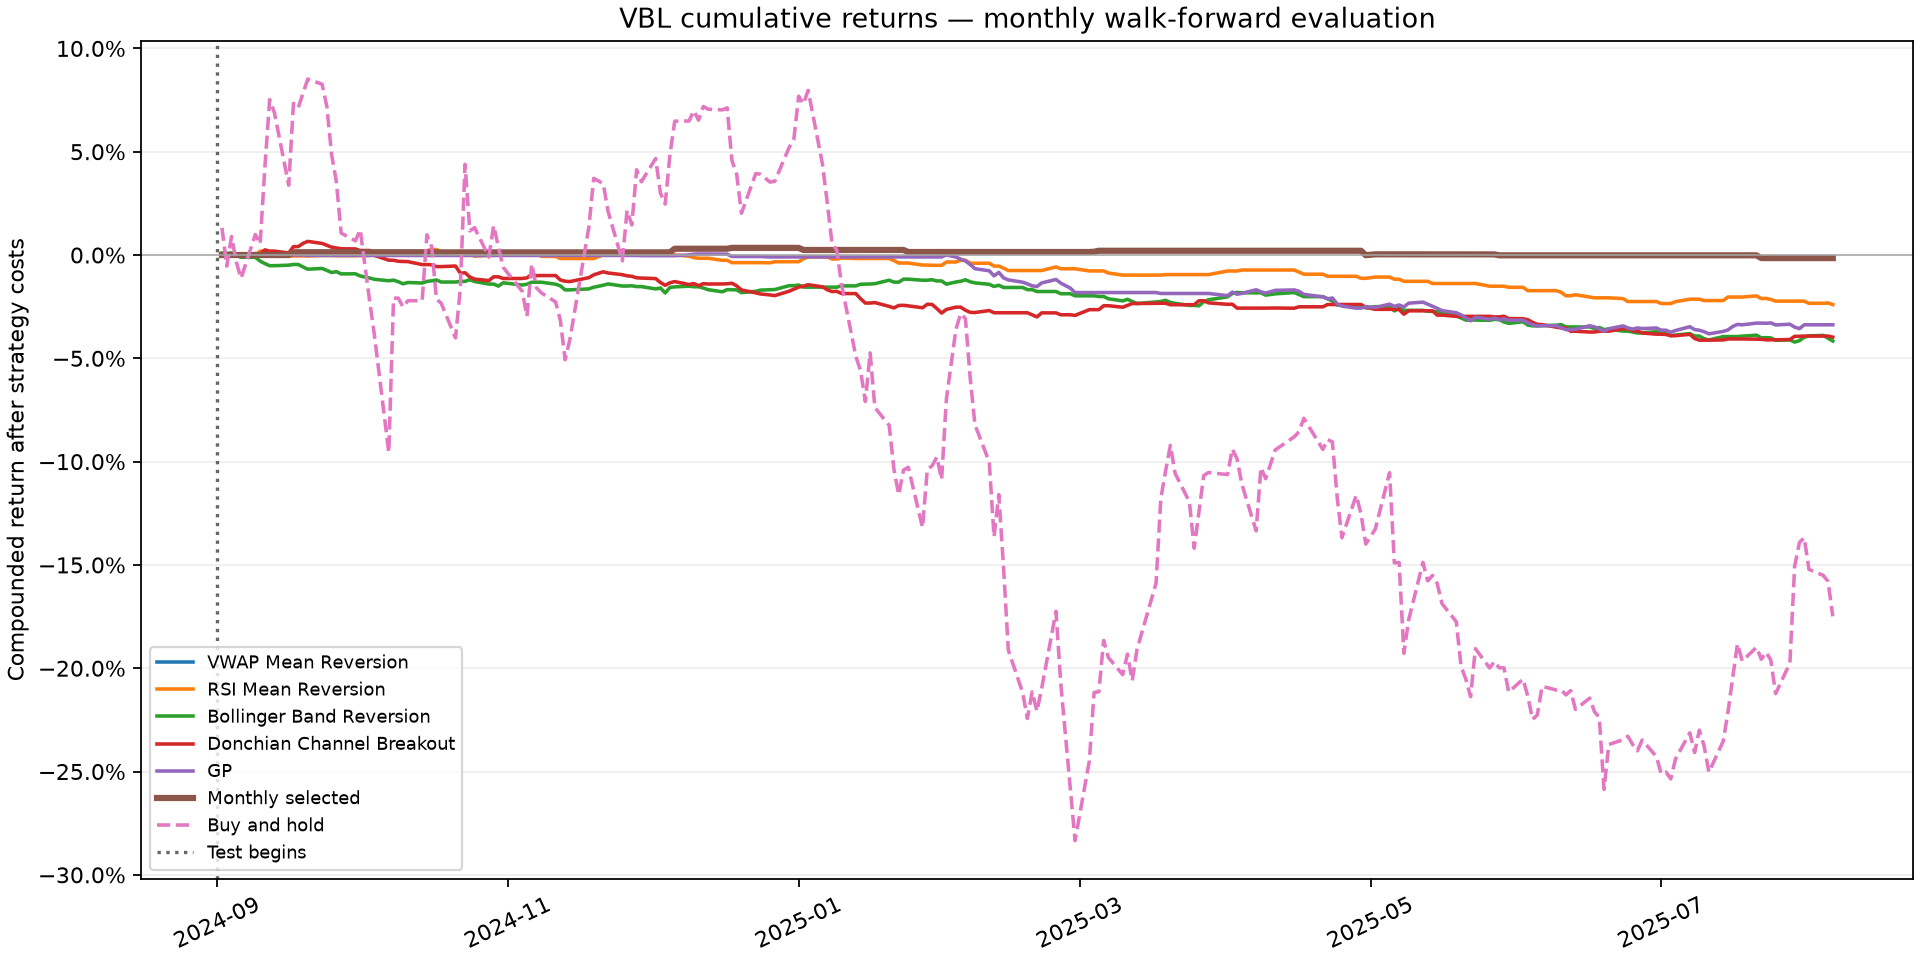 VBL cumulative returns — monthly walk-forward evaluation
Compounded return after strategy costs
10.0%
5.0%
0.0%
−5.0%
−10.0%
−15.0%
−20.0%
−25.0%
−30.0%
VWAP Mean Reversion
RSI Mean Reversion
Bollinger Band Reversion
Donchian Channel Breakout
GP
Monthly selected
Buy and hold
Test begins
2024-09
2024-11
2025-01
2025-03
2025-05
2025-07